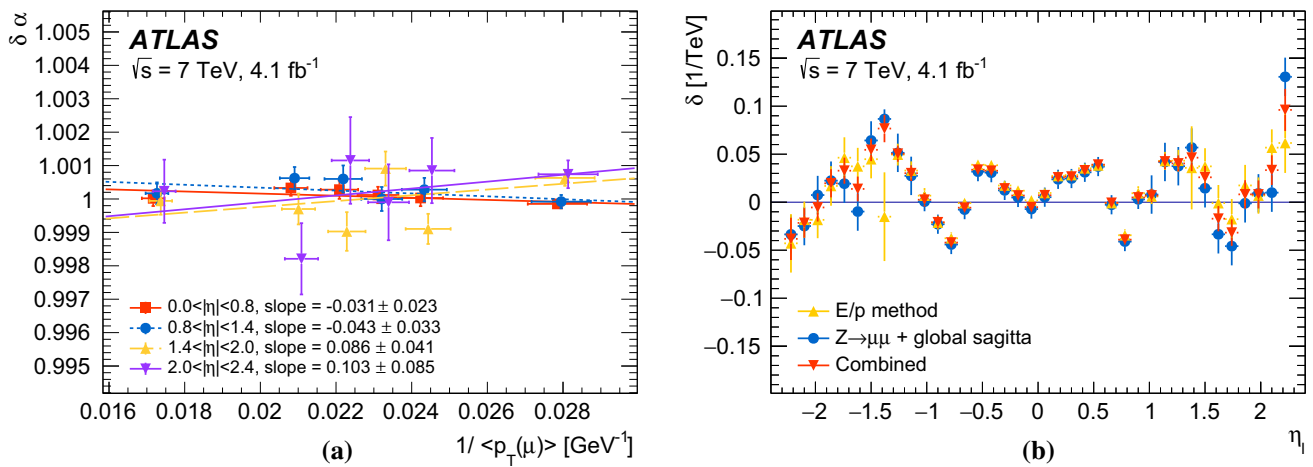 δ α
1.005
1.004
1.003
1.002
1.001
1
0.999
0.998
0.997
0.996
0.995
ATLAS
√s = 7 TeV, 4.1 fb⁻¹
0.0<|η|<0.8, slope = -0.031 ± 0.023
0.8<|η|<1.4, slope = -0.043 ± 0.033
1.4<|η|<2.0, slope = 0.086 ± 0.041
2.0<|η|<2.4, slope = 0.103 ± 0.085
0.016 0.018 0.02 0.022 0.024 0.026 0.028
1/ <p_T(μ)> [GeV⁻¹]
(a)
δ [1/TeV]
0.15
0.1
0.05
0
−0.05
−0.1
−0.15
ATLAS
√s = 7 TeV, 4.1 fb⁻¹
E/p method
Z→μμ + global sagitta
Combined
−2 −1.5 −1 −0.5 0 0.5 1 1.5 2
η_l
(b)